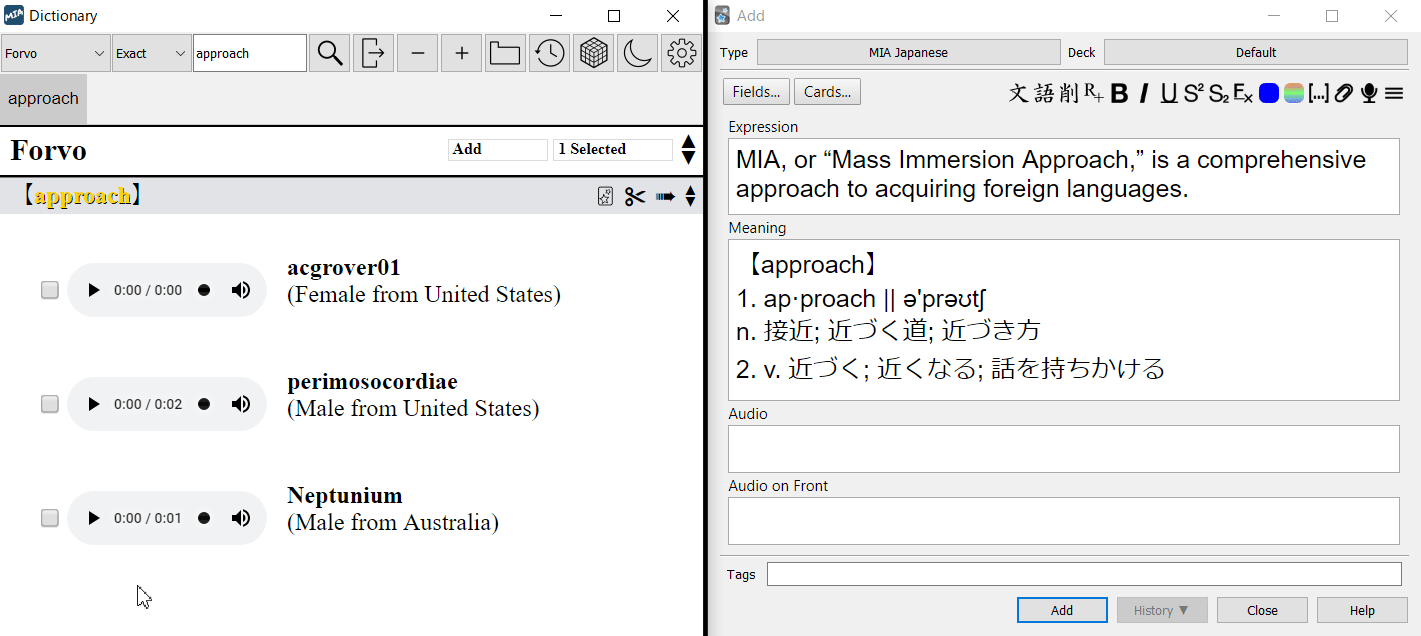 MIA Dictionary
Forvo Exact approach
approach
Forvo Add 1 Selected
【approach】
acgrover01
0:00 / 0:00
(Female from United States)
perimosocordiae
0:00 / 0:02
(Male from United States)
Neptunium
0:00 / 0:01
(Male from Australia)
Add
Type MIA Japanese Deck Default
Fields... Cards... 文 語 削 R+ B I U S² S₂ Ex [...]
Expression
MIA, or “Mass Immersion Approach,” is a comprehensive
approach to acquiring foreign languages.
Meaning
【approach】
1. ap·proach || ə'prəʊtʃ
n. 接近; 近づく道; 近づき方
2. v. 近づく; 近くなる; 話を持ちかける
Audio
Audio on Front
Tags
Add History ▼ Close Help